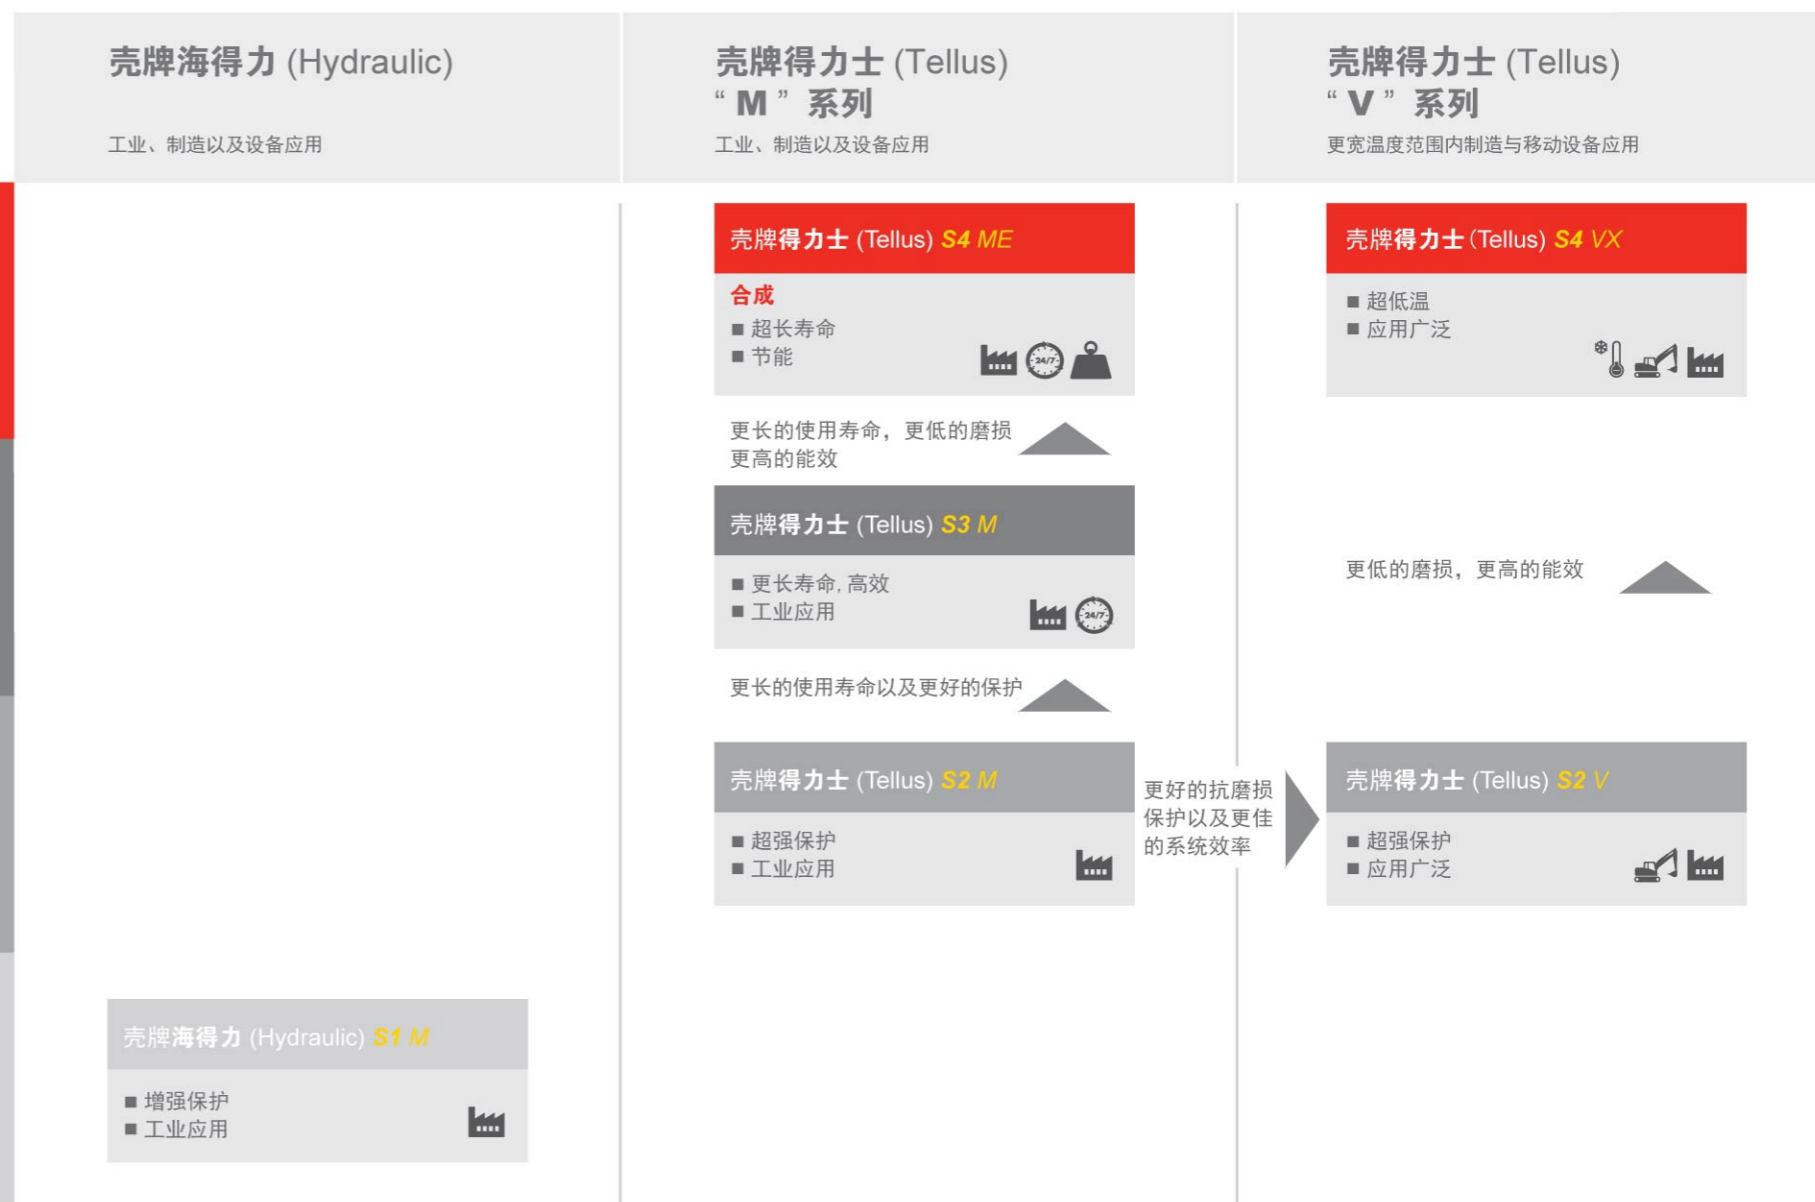 壳牌海得力 (Hydraulic)
工业、制造以及设备应用
壳牌得力士 (Tellus)
“ M ” 系列
工业、制造以及设备应用
壳牌得力士 (Tellus)
“ V ” 系列
更宽温度范围内制造与移动设备应用
壳牌得力士 (Tellus) S4 ME
合成
■ 超长寿命
■ 节能
24/7
更长的使用寿命，更低的磨损
更高的能效
壳牌得力士 (Tellus) S3 M
■ 更长寿命, 高效
■ 工业应用
24/7
更长的使用寿命以及更好的保护
壳牌得力士 (Tellus) S2 M
■ 超强保护
■ 工业应用
更好的抗磨损
保护以及更佳
的系统效率
壳牌得力士 (Tellus) S4 VX
■ 超低温
■ 应用广泛
更低的磨损，更高的能效
壳牌得力士 (Tellus) S2 V
■ 超强保护
■ 应用广泛
壳牌海得力 (Hydraulic) S1 M
■ 增强保护
■ 工业应用